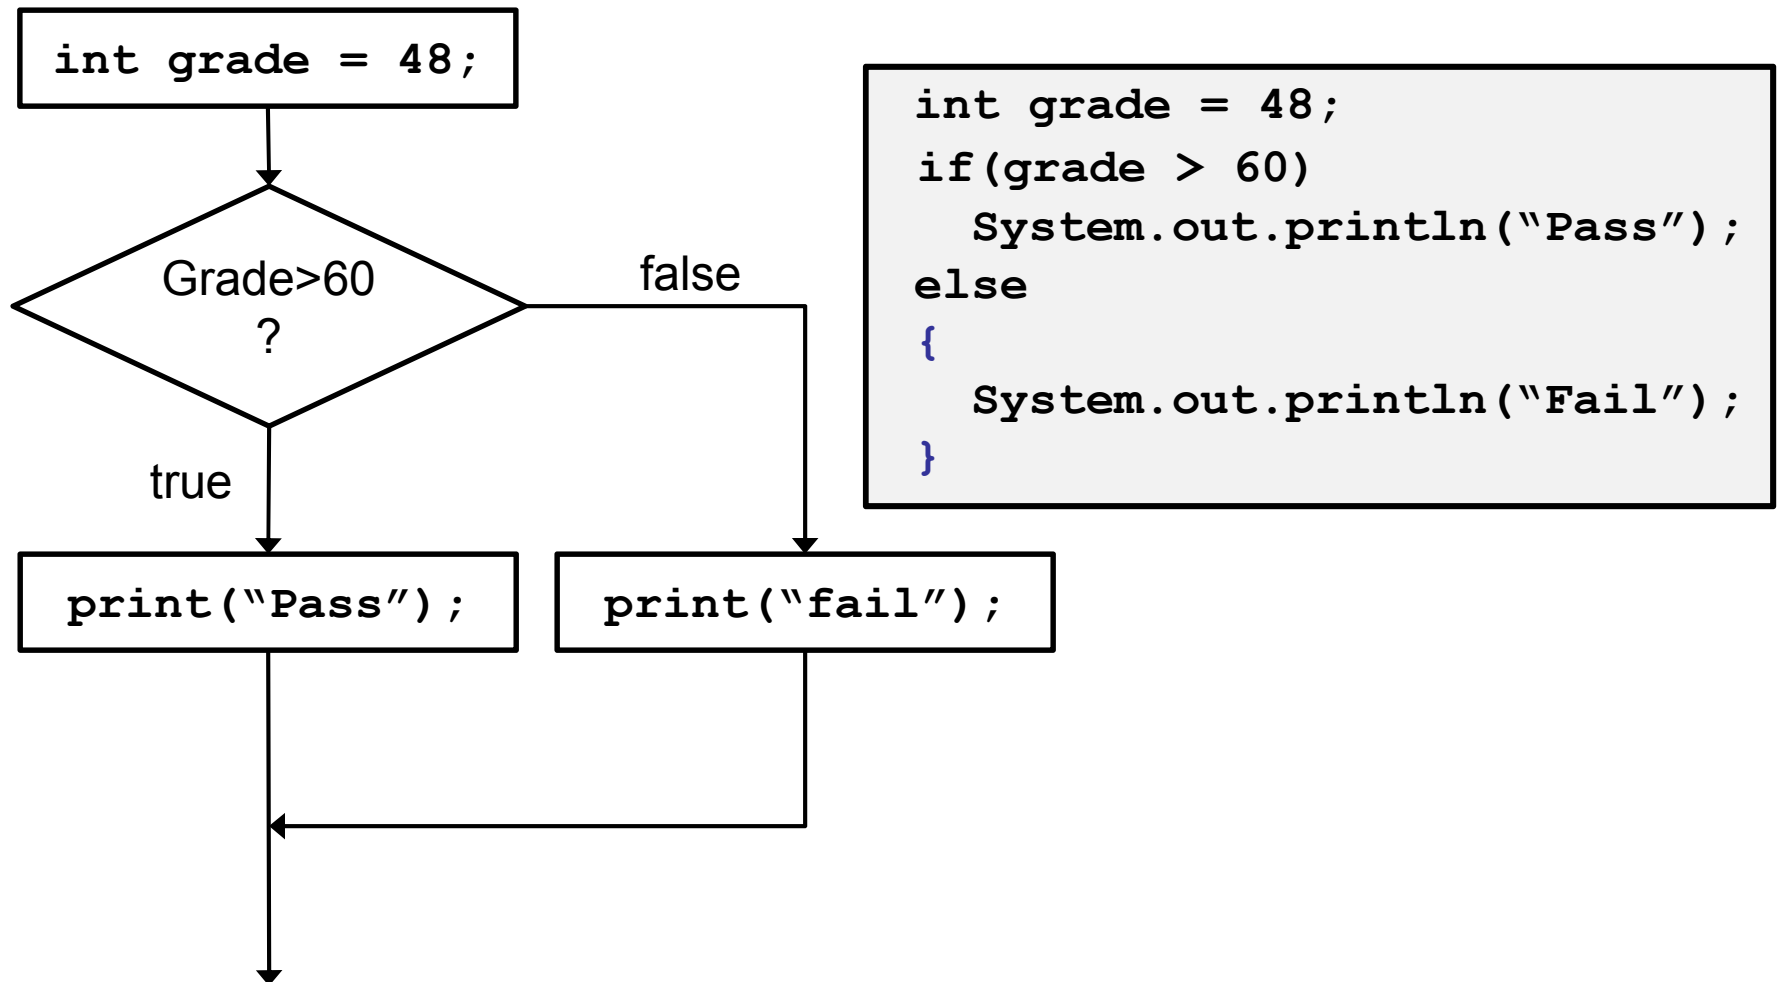 int grade = 48;
Grade>60
?
false
true
print(“Pass”);
print(“fail”);
int grade = 48;
if(grade > 60)
System.out.println(“Pass”);
else
{
System.out.println(“Fail”);
}